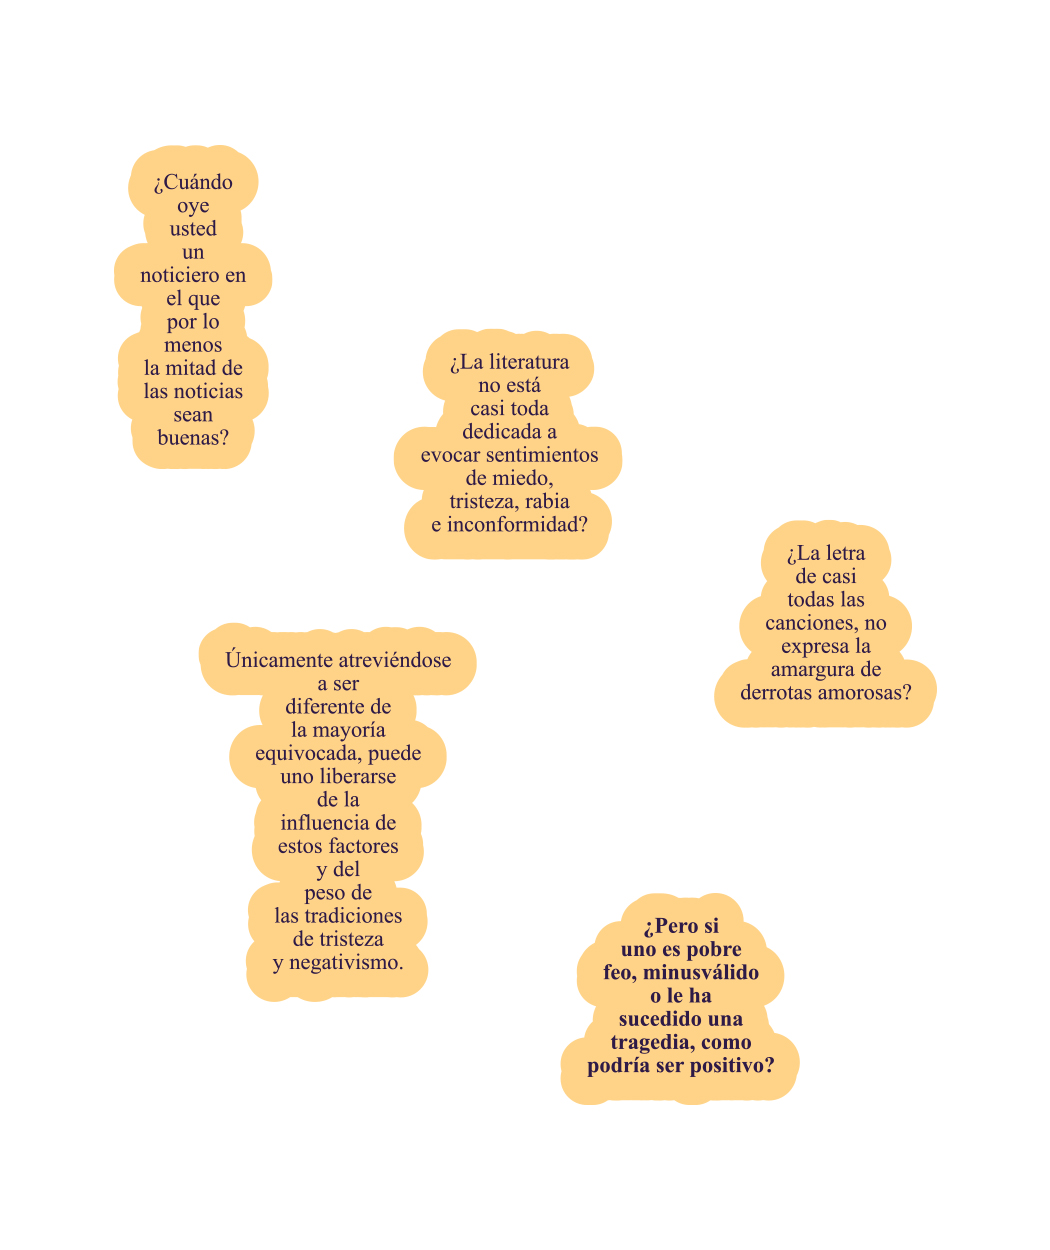 ¿Cuándo
oye
usted
un
noticiero en
el que
por lo
menos
la mitad de
las noticias
sean
buenas?
¿La literatura
no está
casi toda
dedicada a
evocar sentimientos
de miedo,
tristeza, rabia
e inconformidad?
¿La letra
de casi
todas las
canciones, no
expresa la
amargura de
derrotas amorosas?
Únicamente atreviéndose
a ser
diferente de
la mayoría
equivocada, puede
uno liberarse
de la
influencia de
estos factores
y del
peso de
las tradiciones
de tristeza
y negativismo.
¿Pero si
uno es pobre
feo, minusválido
o le ha
sucedido una
tragedia, como
podría ser positivo?